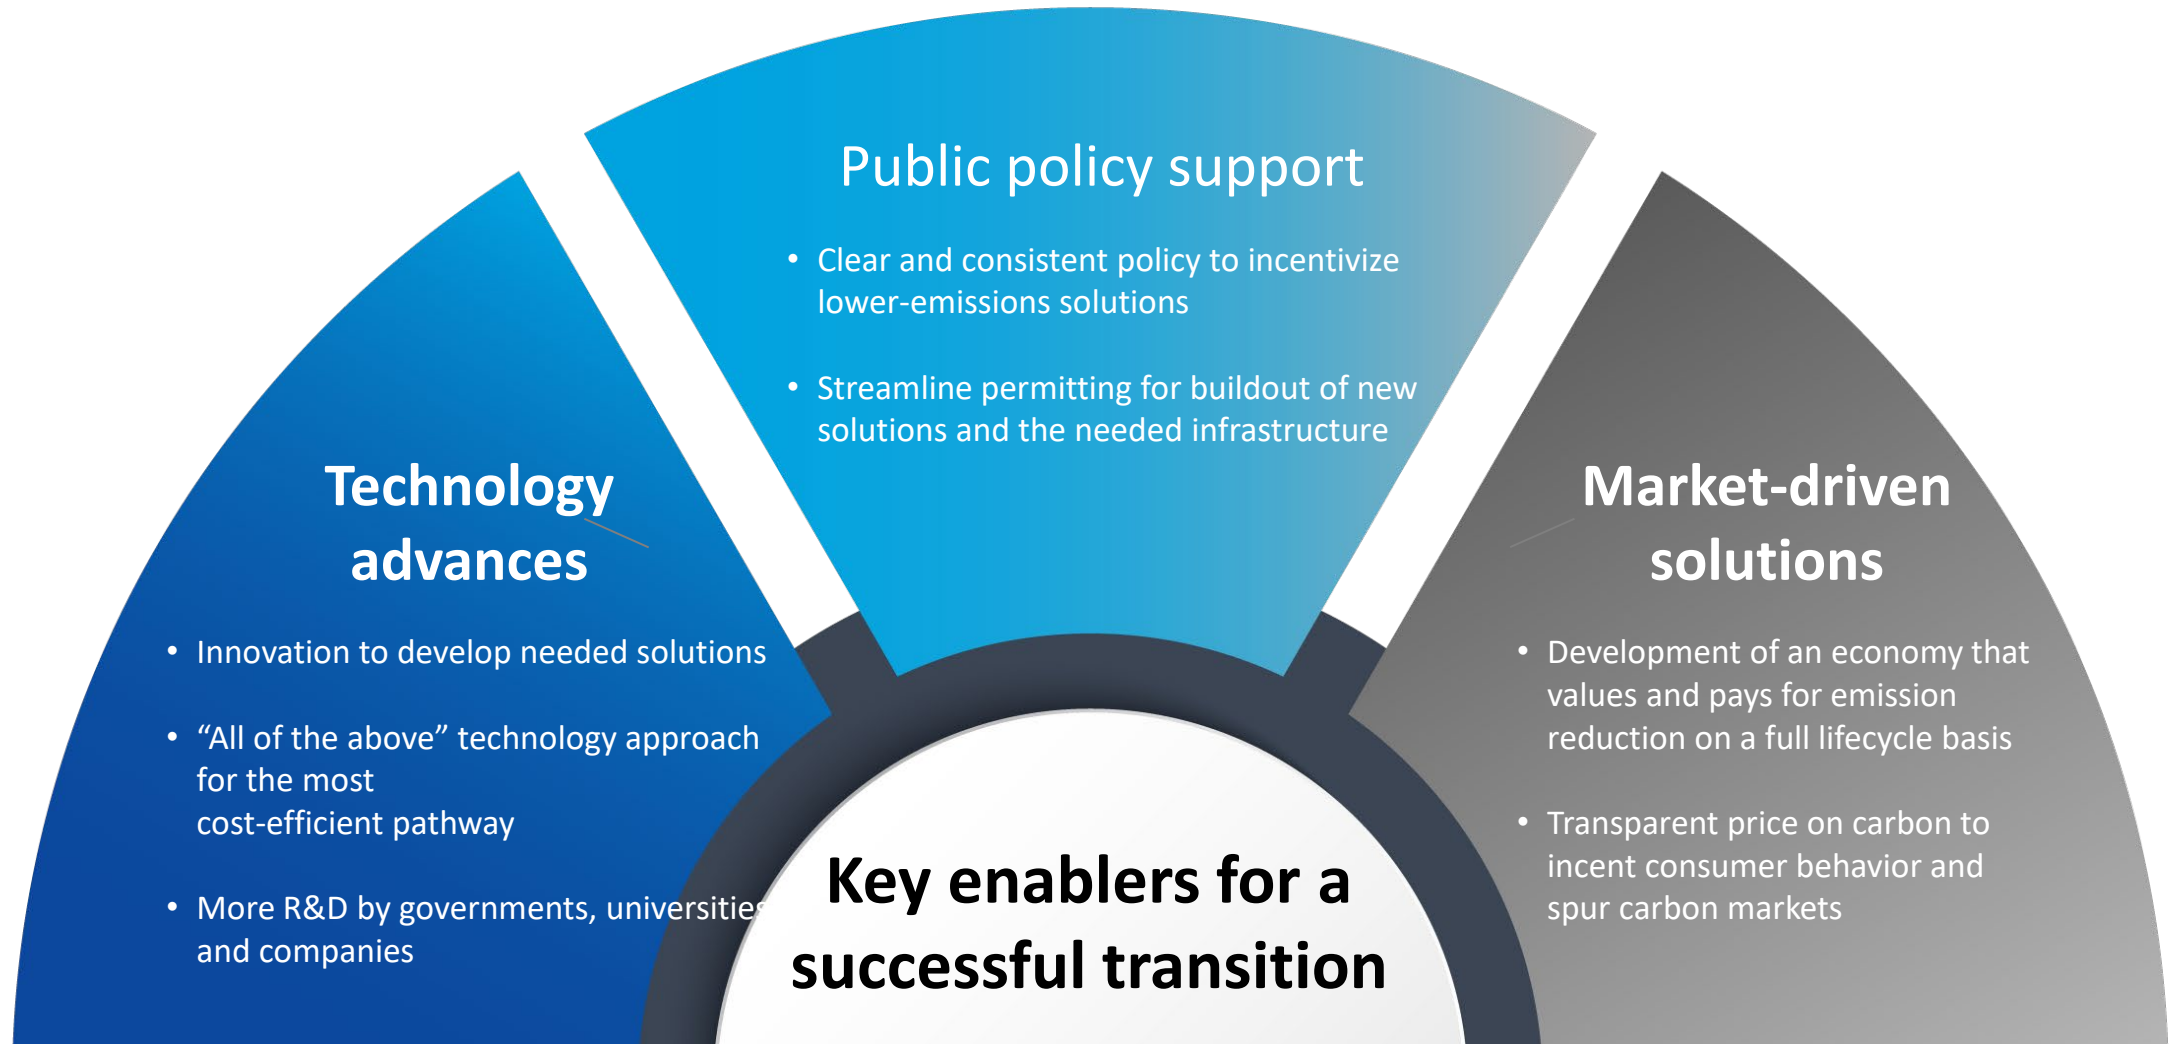 Public policy support
• Clear and consistent policy to incentivize
lower-emissions solutions
• Streamline permitting for buildout of new
solutions and the needed infrastructure
Technology
advances
• Innovation to develop needed solutions
• “All of the above” technology approach
for the most
cost-efficient pathway
• More R&D by governments, universities
and companies
Market-driven
solutions
• Development of an economy that
values and pays for emission
reduction on a full lifecycle basis
• Transparent price on carbon to
incent consumer behavior and
spur carbon markets
Key enablers for a
successful transition